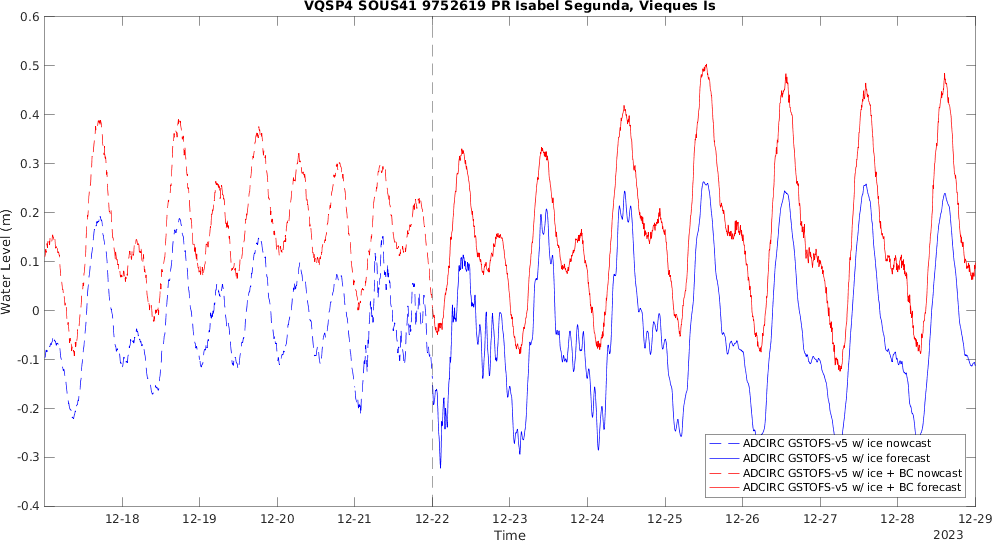 VQSP4 SOUS41 9752619 PR Isabel Segunda, Vieques Is
0.6
0.5
0.4
0.3
0.2
0.1
0
-0.1
-0.2
-0.3
-0.4
Water Level (m)
ADCIRC GSTOFS-v5 w/ ice nowcast
ADCIRC GSTOFS-v5 w/ ice forecast
ADCIRC GSTOFS-v5 w/ ice + BC nowcast
ADCIRC GSTOFS-v5 w/ ice + BC forecast
12-18 12-19 12-20 12-21 12-22 12-23 12-24 12-25 12-26 12-27 12-28 12-29
Time
2023